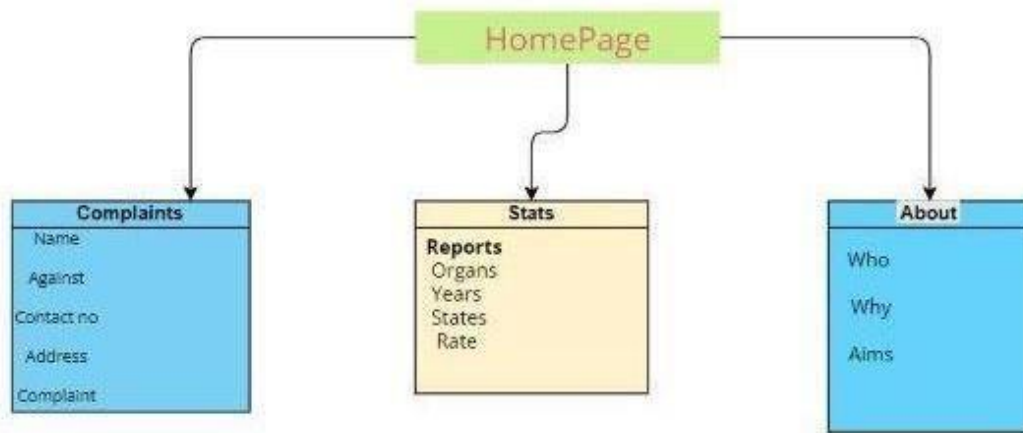 HomePage
Complaints
Name
Against
Contact no
Address
Complaint
Stats
Reports
Organs
Years
States
Rate
About
Who
Why
Aims